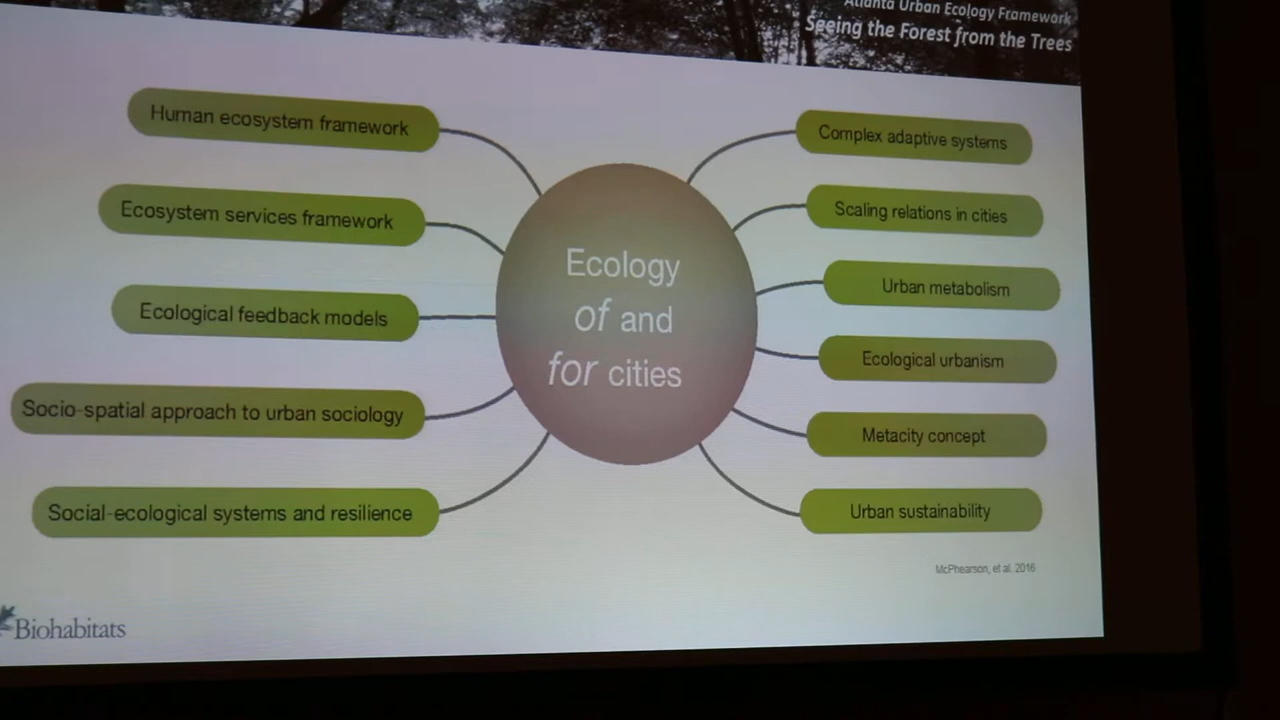 Atlanta Urban Ecology Framework
Seeing the Forest from the Trees
Human ecosystem framework
Ecosystem services framework
Ecological feedback models
Socio-spatial approach to urban sociology
Social-ecological systems and resilience
Ecology
of and
for cities
Complex adaptive systems
Scaling relations in cities
Urban metabolism
Ecological urbanism
Metacity concept
Urban sustainability
McPhearson, et al. 2016
Biohabitats